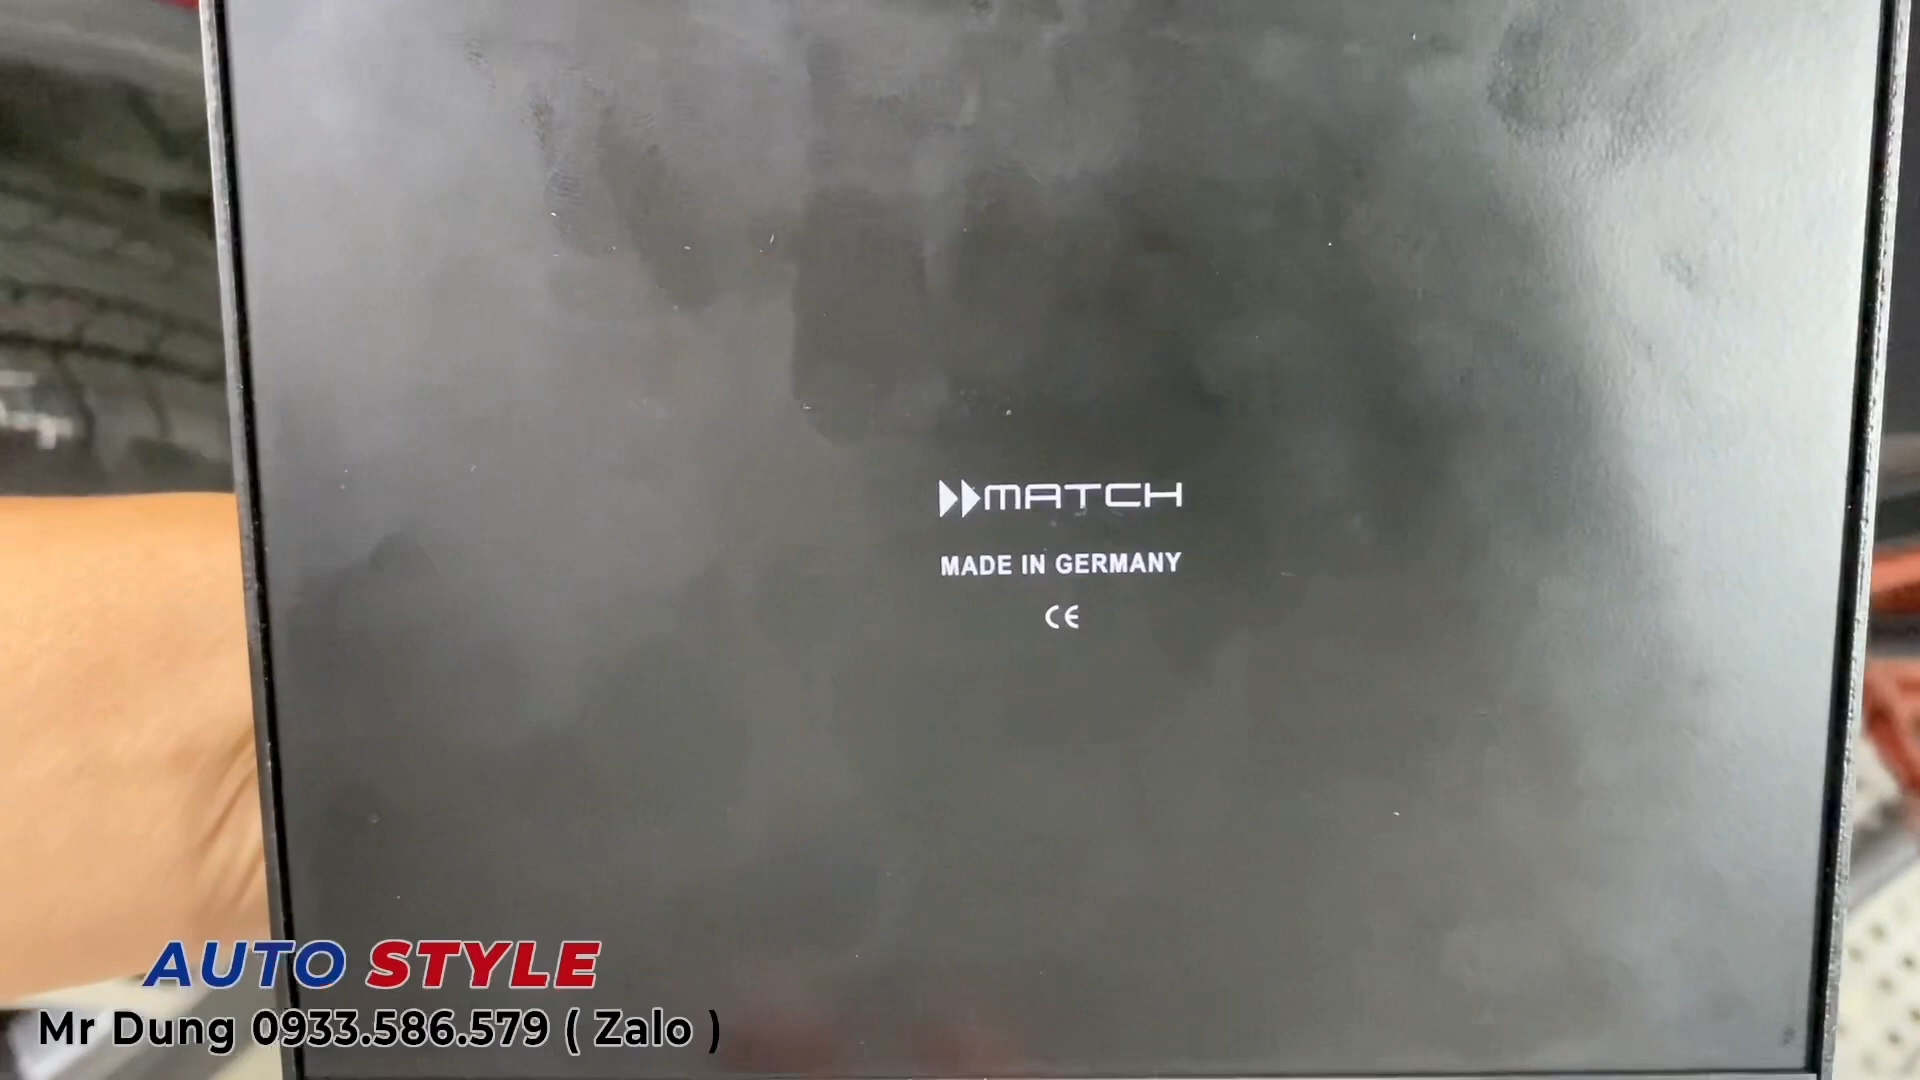 MATCH
MADE IN GERMANY
CE
AUTO STYLE
Mr Dung 0933.586.579 ( Zalo )